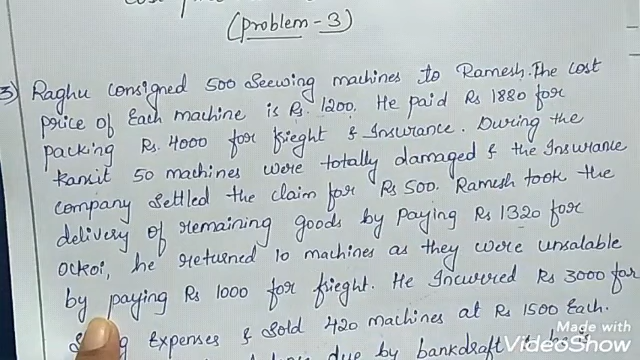 (Problem - 3)
3) Raghu Consigned 500 Seewing machines to Ramesh. The cost
price of Each machine is Rs. 1200. He paid Rs 1880 for
packing Rs. 4000 for frieght & Insurance. During the
transit 50 machines were totally damaged & the Insurance
company Settled the claim for Rs 500. Ramesh took the
delivery of remaining goods by paying Rs 1320 for
Ockoi, he returned 10 machines as they were unsalable
by paying Rs 1000 for frieght. He Incurred Rs 3000 for
Expenses & Sold 420 machines at Rs 1500 Each.
due by bankdraft
Made with
VideoShow